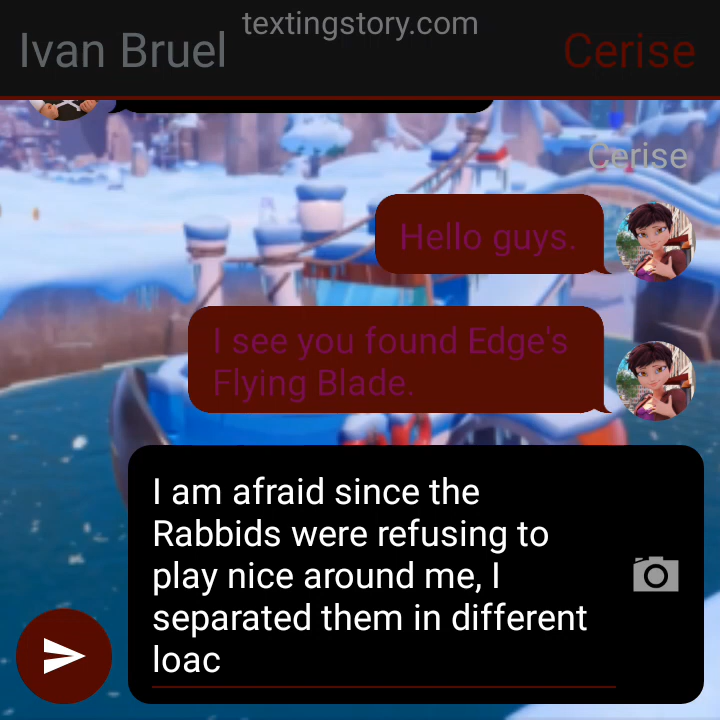 textingstory.com
Ivan Bruel
Cerise
Cerise
Hello guys.
I see you found Edge's
Flying Blade.
I am afraid since the
Rabbids were refusing to
play nice around me, I
separated them in different
loac